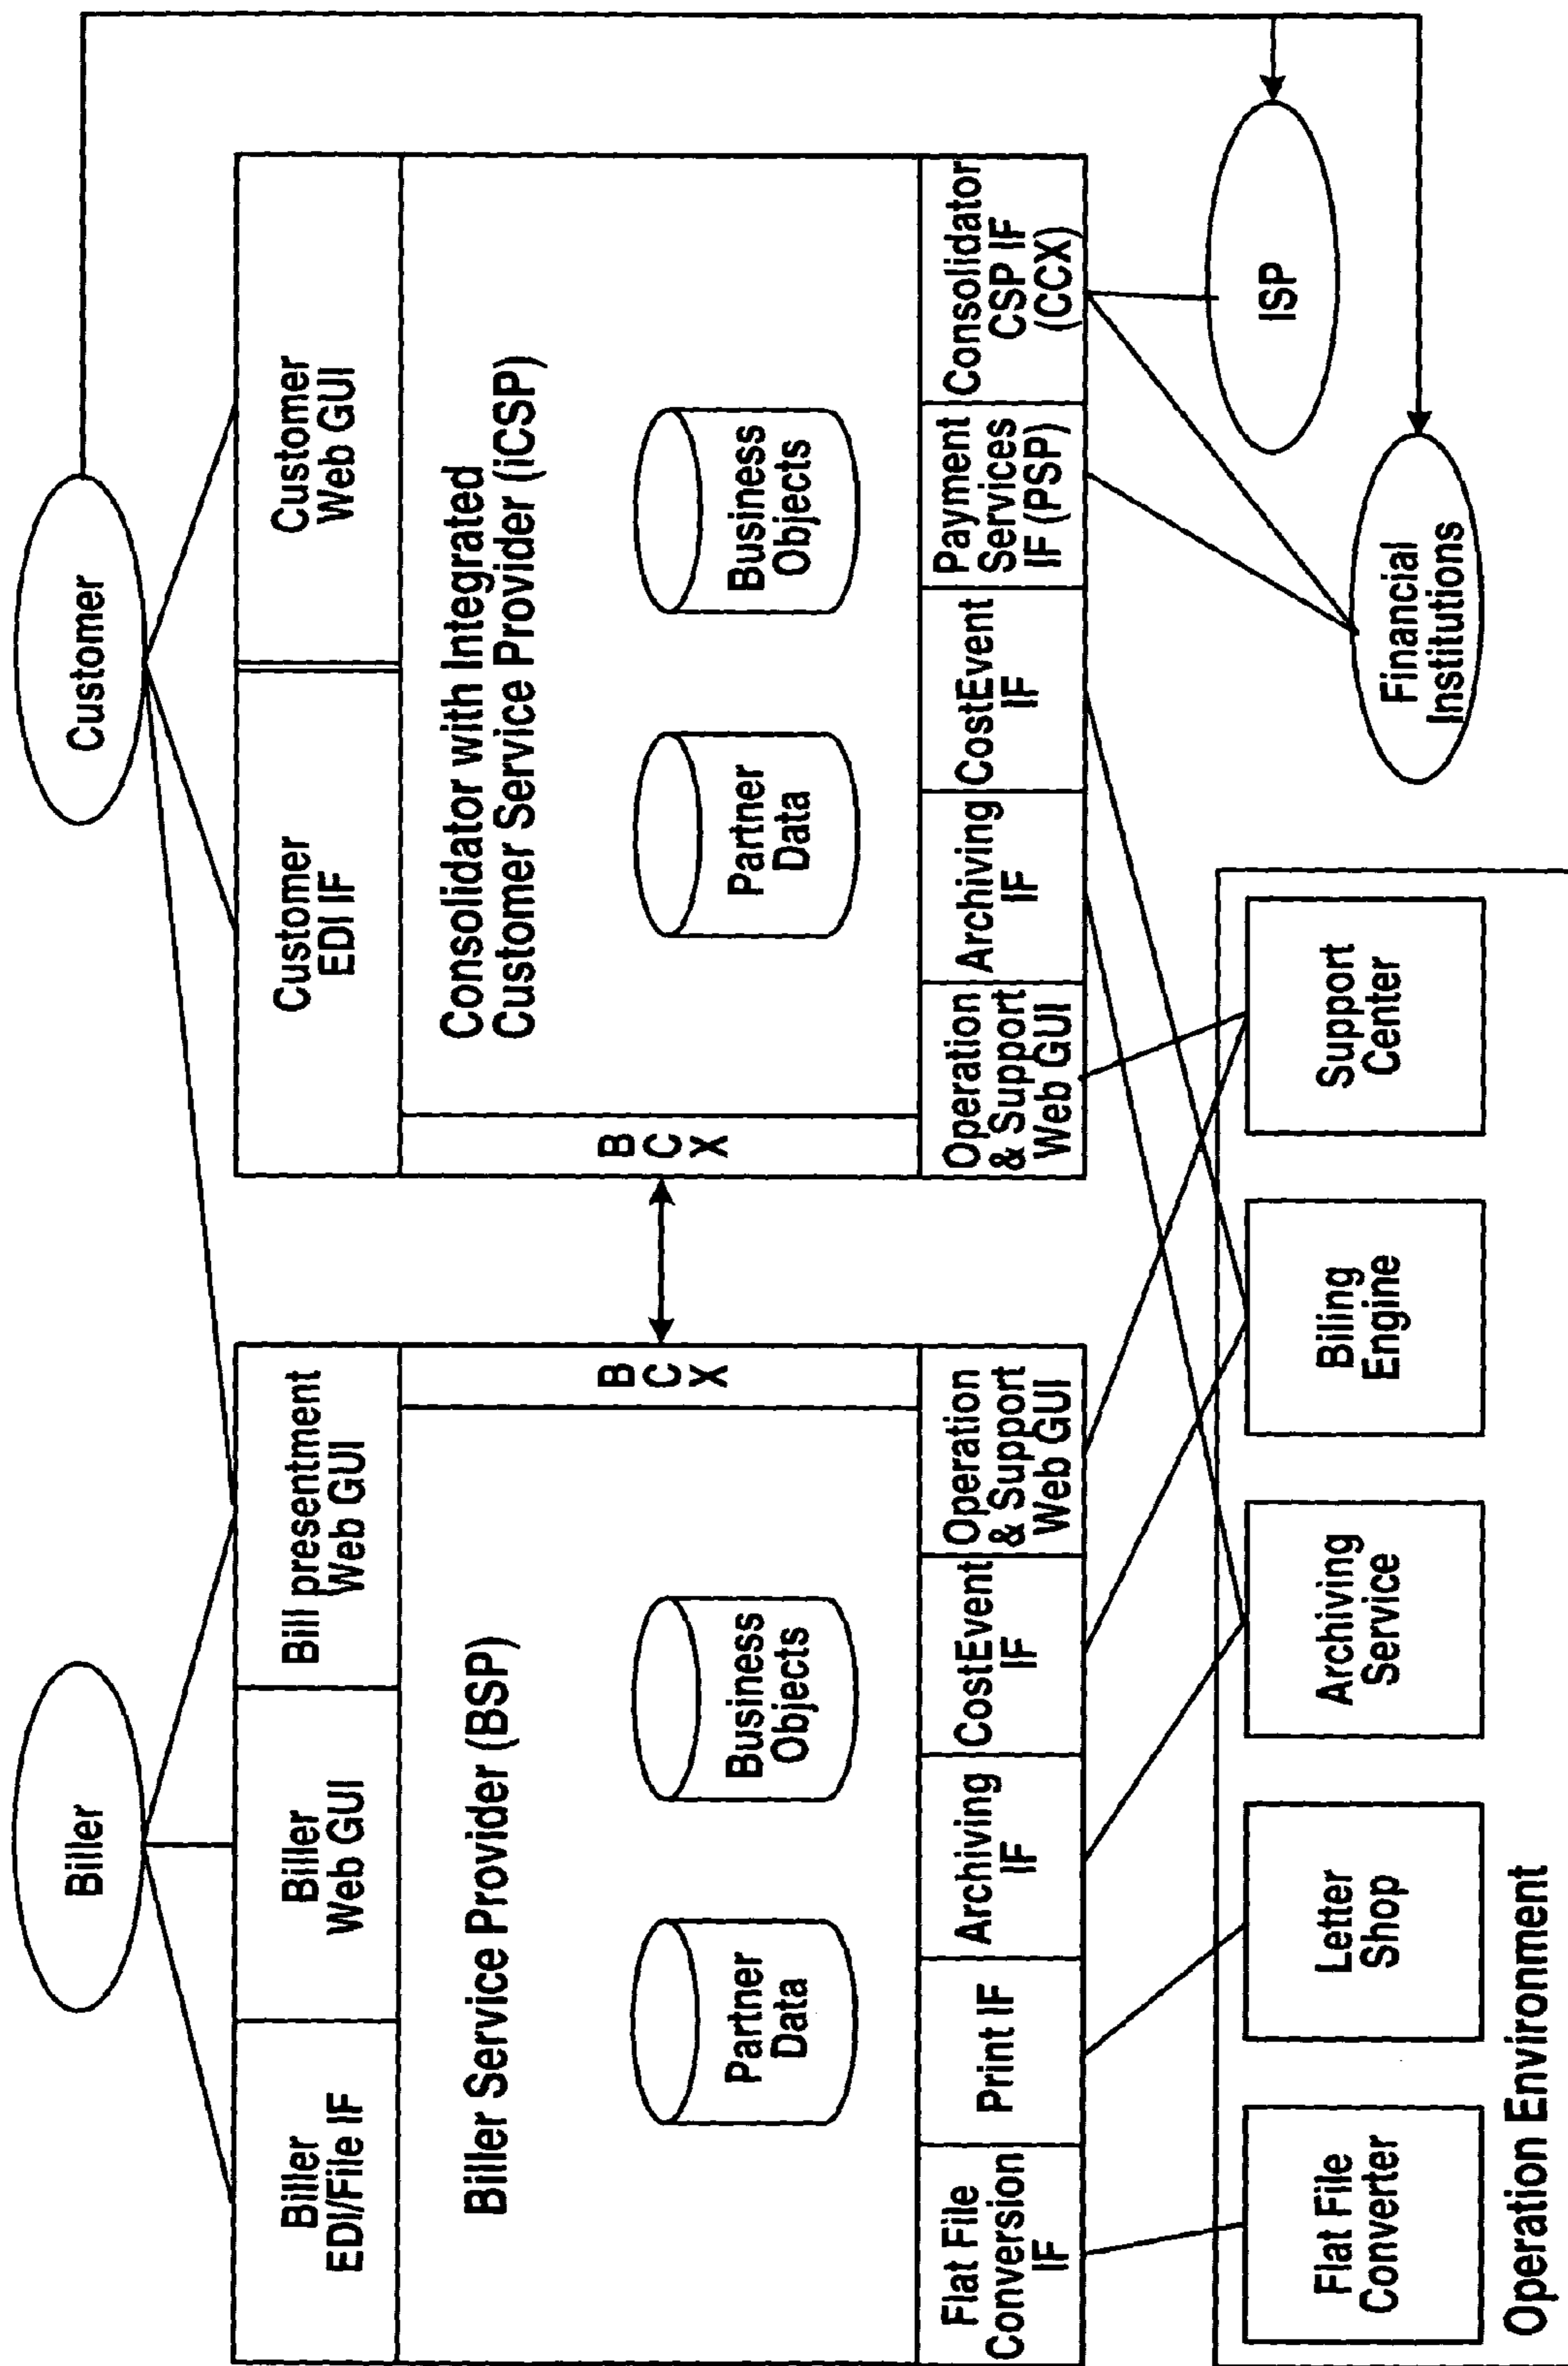 Biller
Customer
Biller
EDI/File IF
Biller
Web GUI
Bill presentment
Web GUI
Customer
EDI IF
Customer
Web GUI
Biller Service Provider (BSP)
Partner
Data
Business
Objects
B
C
X
B
C
X
Consolidator with Integrated
Customer Service Provider (iCSP)
Partner
Data
Business
Objects
Flat File
Conversion
IF
Print IF
Archiving
IF
CostEvent
IF
Operation
& Support
Web GUI
Operation
& Support
Web GUI
Archiving
IF
CostEvent
IF
Payment
Services
IF (PSP)
Consolidator
CSP IF
(CCX)
Flat File
Converter
Letter
Shop
Archiving
Service
Billing
Engine
Support
Center
Financial
Institutions
ISP
Operation Environment